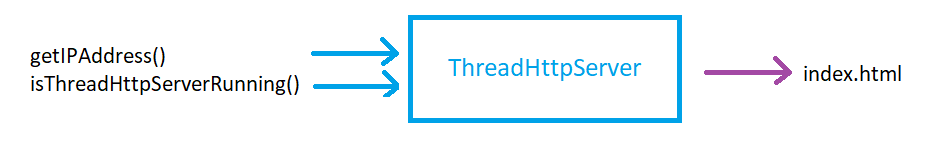 getIPAddress()
isThreadHttpServerRunning()
ThreadHttpServer
index.html